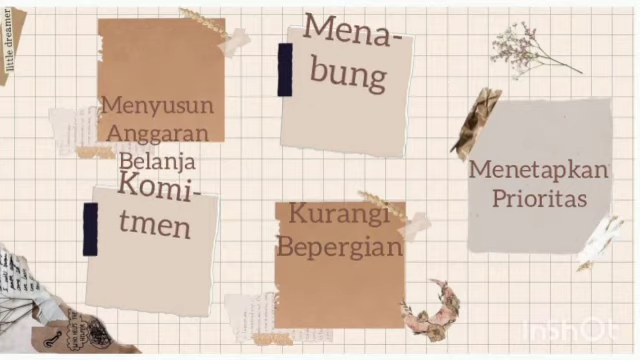 little dreamer
Menyusun
Anggaran
Belanja
Mena-
bung
Menetapkan
Prioritas
Komi-
tmen
Kurangi
Bepergian
InShOt